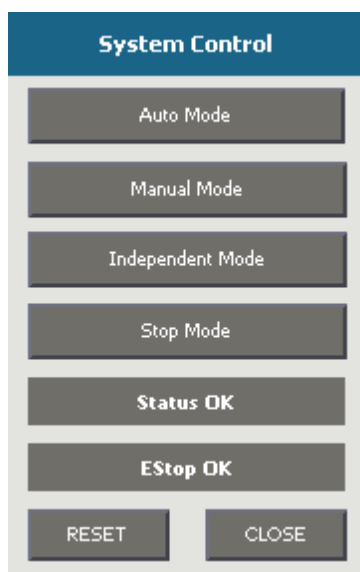 System Control
Auto Mode
Manual Mode
Independent Mode
Stop Mode
Status OK
EStop OK
RESET CLOSE